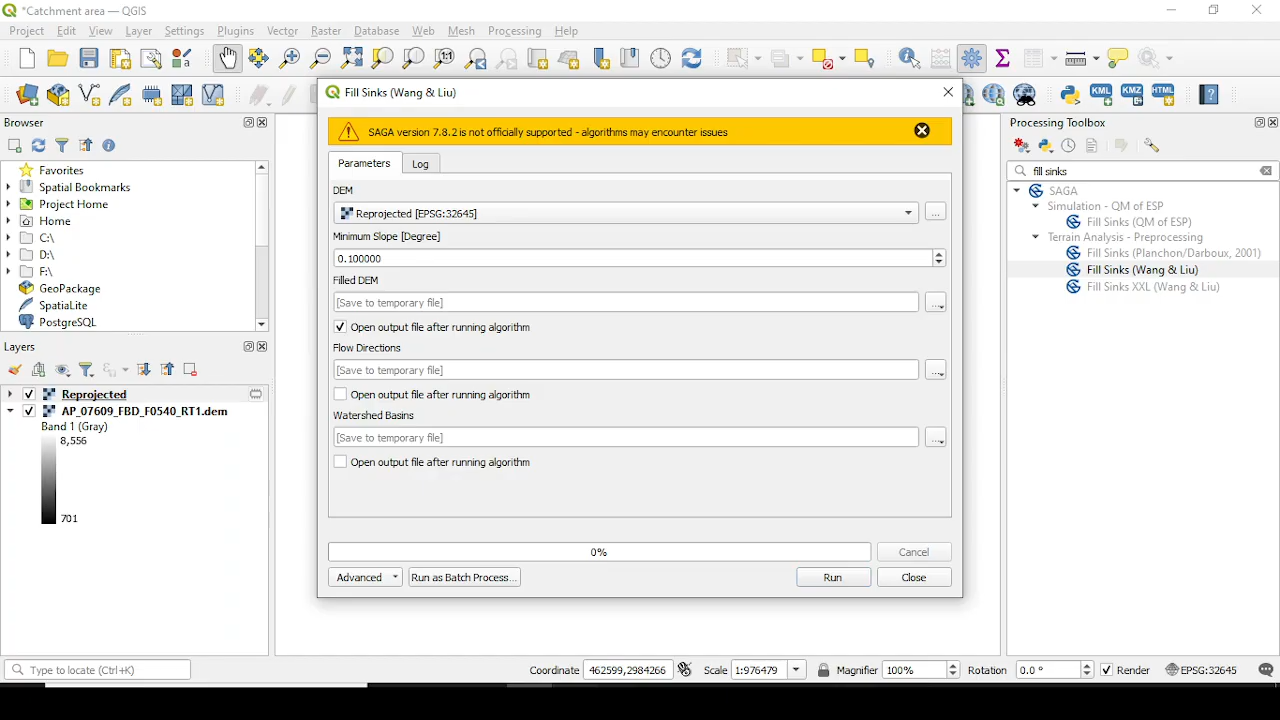 *Catchment area — QGIS
Project Edit View Layer Settings Plugins Vector Raster Database Web Mesh Processing Help
Browser
Favorites
Spatial Bookmarks
Project Home
Home
C:\
D:\
F:\
GeoPackage
SpatiaLite
PostgreSQL
Layers
Reprojected
AP_07609_FBD_F0540_RT1.dem
Band 1 (Gray)
8,556
701
Fill Sinks (Wang & Liu)
SAGA version 7.8.2 is not officially supported - algorithms may encounter issues
Parameters Log
DEM
Reprojected [EPSG:32645]
...
Minimum Slope [Degree]
0.100000
Filled DEM
[Save to temporary file]
...
Open output file after running algorithm
Flow Directions
[Save to temporary file]
...
Open output file after running algorithm
Watershed Basins
[Save to temporary file]
...
Open output file after running algorithm
0%
Cancel
Advanced Run as Batch Process... Run Close
Processing Toolbox
fill sinks
SAGA
Simulation - QM of ESP
Fill Sinks (QM of ESP)
Terrain Analysis - Preprocessing
Fill Sinks (Planchon/Darboux, 2001)
Fill Sinks (Wang & Liu)
Fill Sinks XXL (Wang & Liu)
Type to locate (Ctrl+K) Coordinate 462599,2984266 Scale 1:976479 Magnifier 100% Rotation 0.0 ° Render EPSG:32645